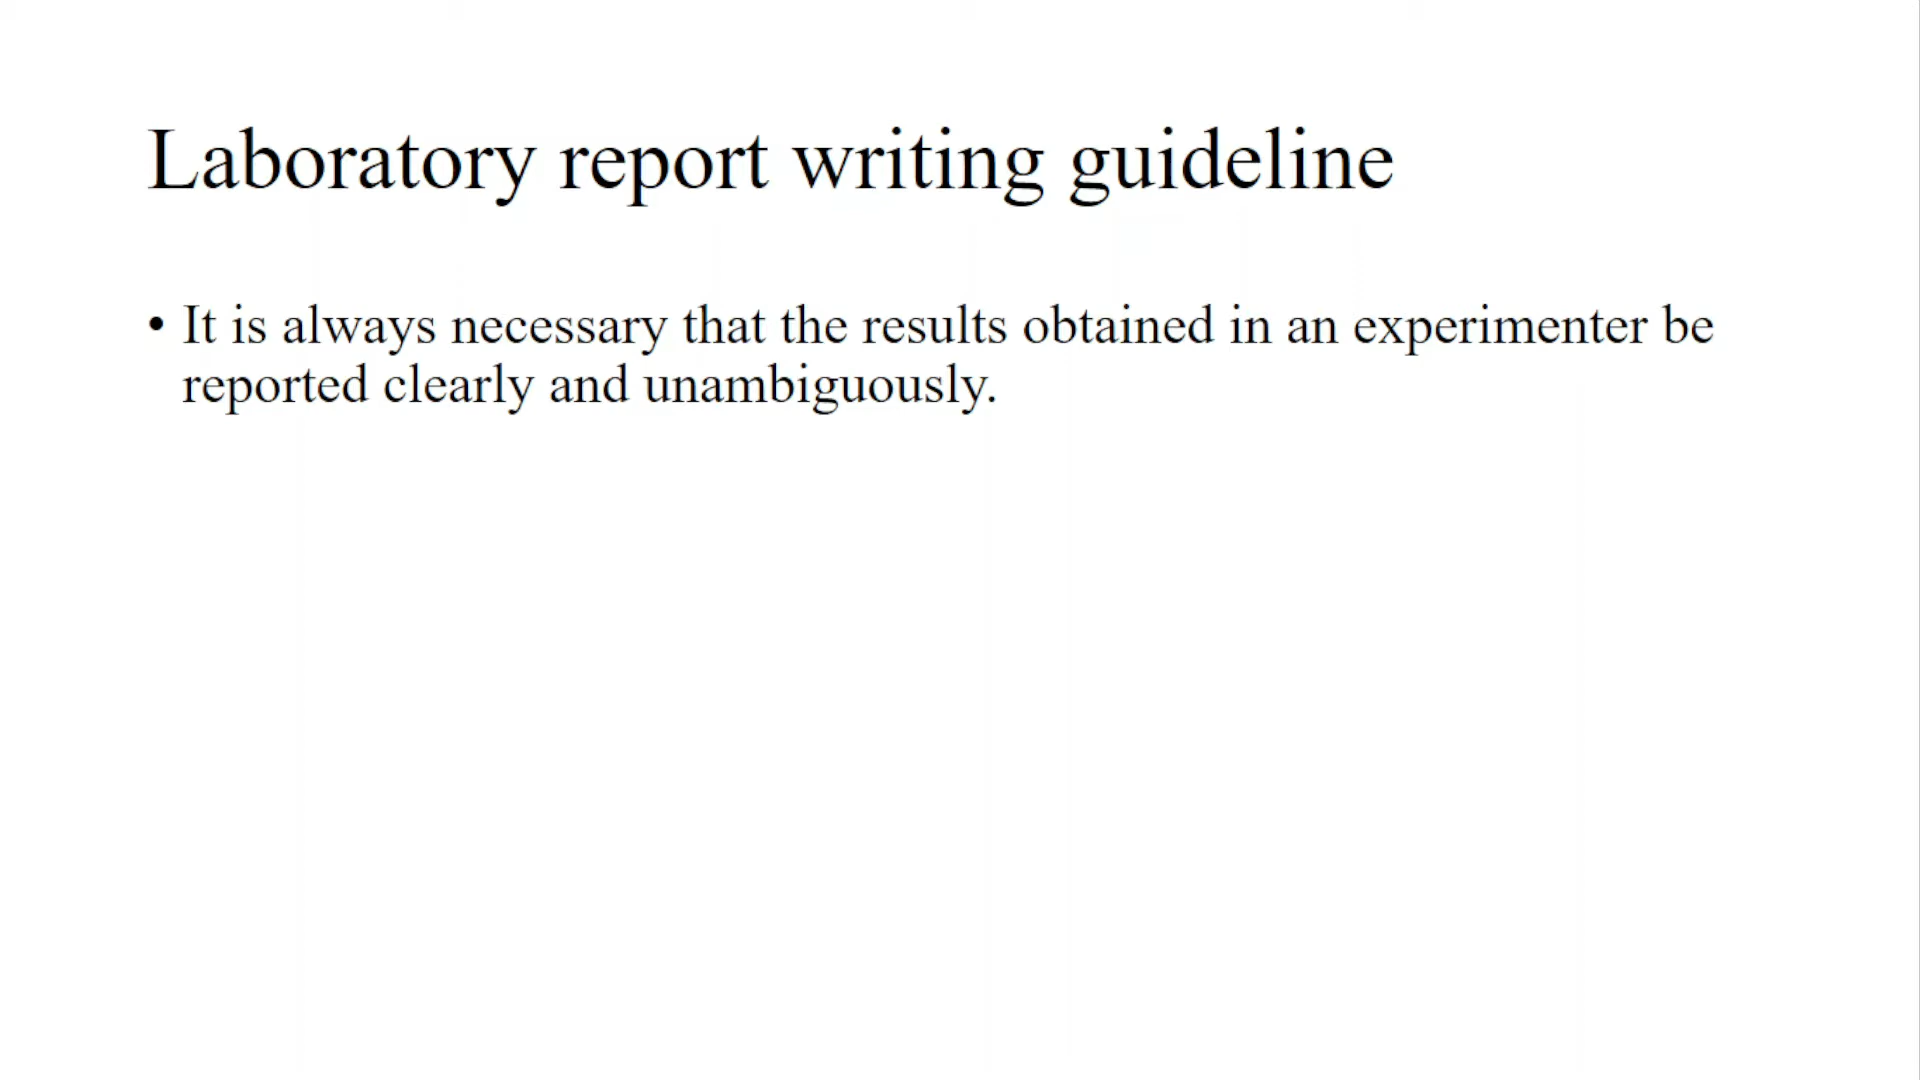 Laboratory report writing guideline
• It is always necessary that the results obtained in an experimenter be
reported clearly and unambiguously.